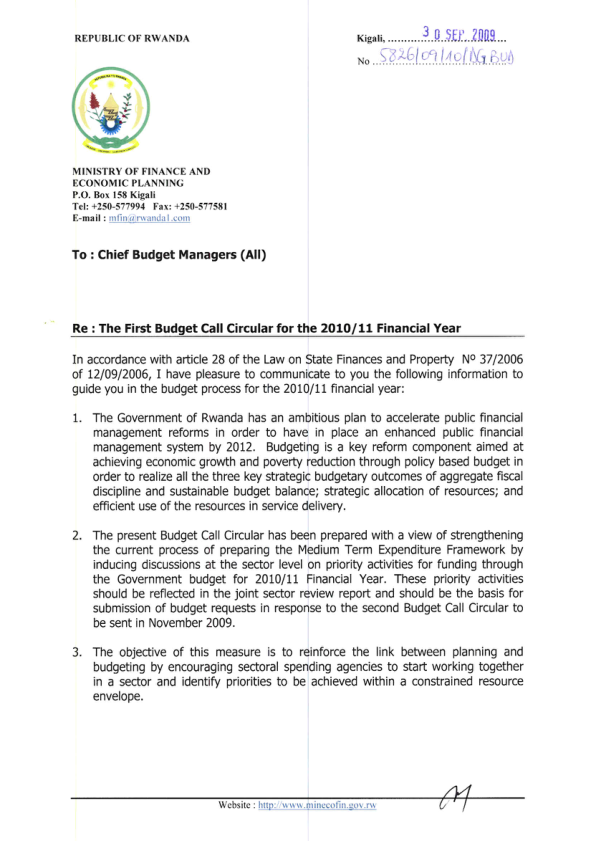 REPUBLIC OF RWANDA
Kigali, ............30 SEP. 2009...
No ...5826/09/10/NG BUD
MINISTRY OF FINANCE AND
ECONOMIC PLANNING
P.O. Box 158 Kigali
Tel: +250-577994 Fax: +250-577581
E-mail : mfin@rwanda1.com
To : Chief Budget Managers (All)
Re : The First Budget Call Circular for the 2010/11 Financial Year
In accordance with article 28 of the Law on State Finances and Property Nº 37/2006
of 12/09/2006, I have pleasure to communicate to you the following information to
guide you in the budget process for the 2010/11 financial year:
1. The Government of Rwanda has an ambitious plan to accelerate public financial
management reforms in order to have in place an enhanced public financial
management system by 2012. Budgeting is a key reform component aimed at
achieving economic growth and poverty reduction through policy based budget in
order to realize all the three key strategic budgetary outcomes of aggregate fiscal
discipline and sustainable budget balance; strategic allocation of resources; and
efficient use of the resources in service delivery.
2. The present Budget Call Circular has been prepared with a view of strengthening
the current process of preparing the Medium Term Expenditure Framework by
inducing discussions at the sector level on priority activities for funding through
the Government budget for 2010/11 Financial Year. These priority activities
should be reflected in the joint sector review report and should be the basis for
submission of budget requests in response to the second Budget Call Circular to
be sent in November 2009.
3. The objective of this measure is to reinforce the link between planning and
budgeting by encouraging sectoral spending agencies to start working together
in a sector and identify priorities to be achieved within a constrained resource
envelope.
Website : http://www.minecofin.gov.rw